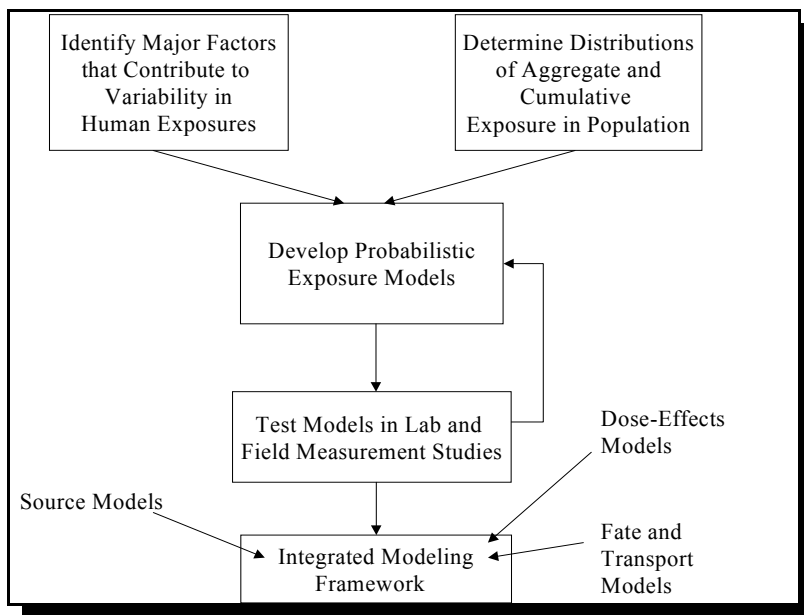 Identify Major Factors
that Contribute to
Variability in
Human Exposures
Determine Distributions
of Aggregate and
Cumulative
Exposure in Population
Develop Probabilistic
Exposure Models
Test Models in Lab and
Field Measurement Studies
Dose-Effects
Models
Source Models
Integrated Modeling
Framework
Fate and
Transport
Models